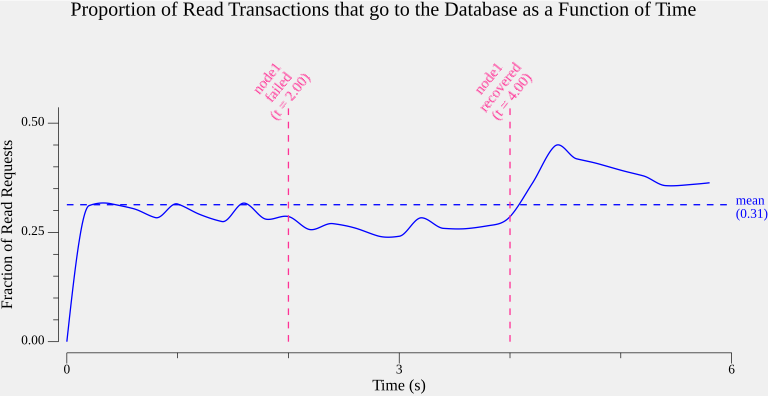 Proportion of Read Transactions that go to the Database as a Function of Time
node1
failed
(t = 2.00)
node1
recovered
(t = 4.00)
Fraction of Read Requests
0.50
0.25
0.00
mean
(0.31)
0
3
6
Time (s)